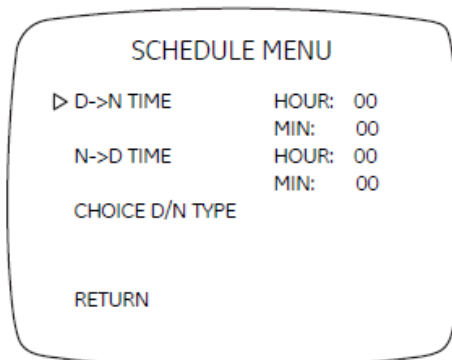 SCHEDULE MENU
D->N TIME HOUR: 00
MIN: 00
N->D TIME HOUR: 00
MIN: 00
CHOICE D/N TYPE
RETURN